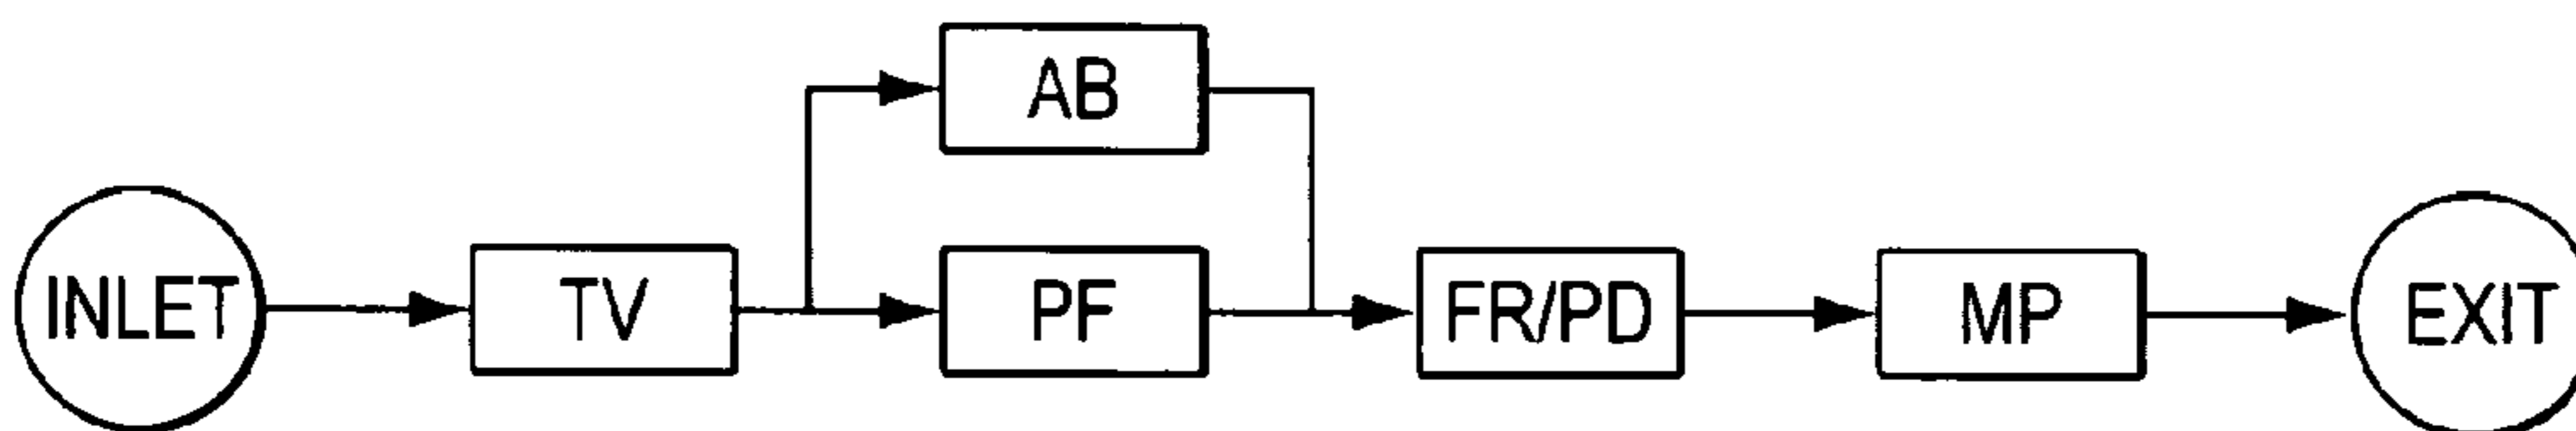 AB
INLET
TV
PF
FR/PD
MP
EXIT